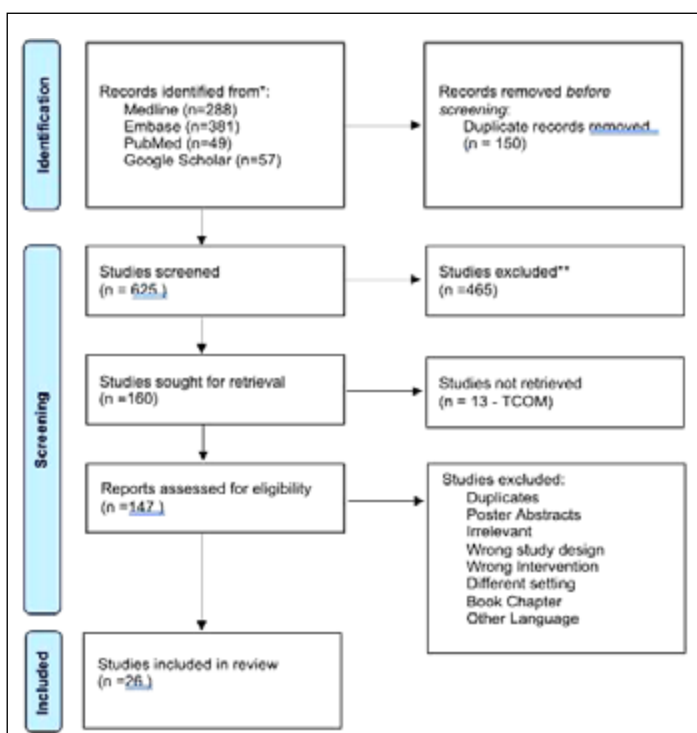 Identification
Records identified from*:
Medline (n=288)
Embase (n=381)
PubMed (n=49)
Google Scholar (n=57)
Records removed before
screening:
Duplicate records removed
(n = 150)
Screening
Studies screened
(n = 625 )
Studies excluded**
(n =465)
Studies sought for retrieval
(n =160)
Studies not retrieved
(n = 13 - TCOM)
Reports assessed for eligibility
(n =147 )
Studies excluded:
Duplicates
Poster Abstracts
Irrelevant
Wrong study design
Wrong Intervention
Different setting
Book Chapter
Other Language
Included
Studies included in review
(n =26 )